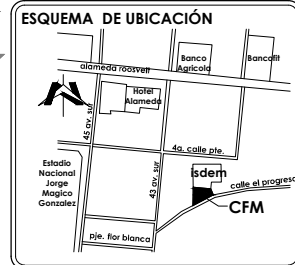 ESQUEMA DE UBICACIÓN
Banco
Agricola
Bancofit
alameda roosvelt
Hotel
Alameda
45 av. sur
4a. calle pte.
Estadio
Nacional
Jorge
Magico
Gonzalez
43 av. sur
isdem
calle el progreso
CFM
pje. flor blanca